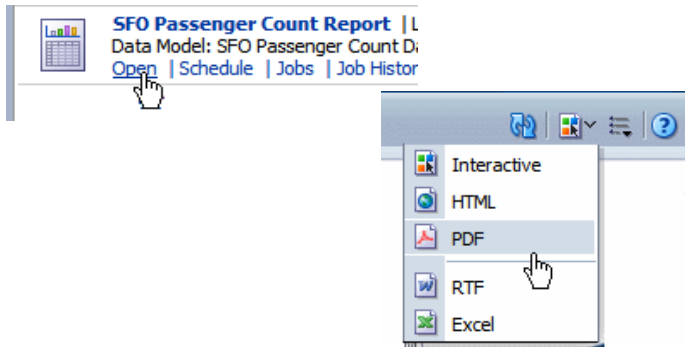 SFO Passenger Count Report | L
Data Model: SFO Passenger Count Da
Open | Schedule | Jobs | Job Histor
Interactive
HTML
PDF
RTF
Excel